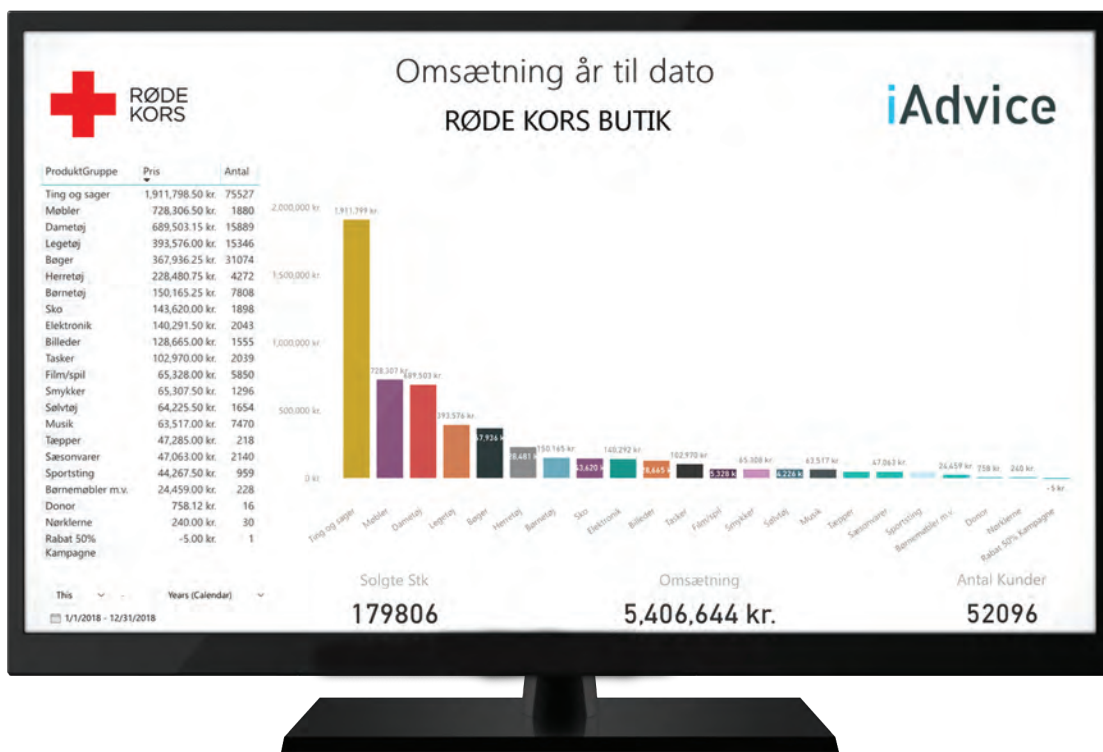 RØDE
KORS
Omsætning år til dato
RØDE KORS BUTIK
iAdvice
ProduktGruppe Pris Antal
Ting og sager 1,911,798.50 kr. 75527
Møbler 728,306.50 kr. 1880
Dametøj 689,503.15 kr. 15889
Legetøj 393,576.00 kr. 15346
Bøger 367,936.25 kr. 31074
Herretøj 228,480.75 kr. 4272
Børnetøj 150,165.25 kr. 7808
Sko 143,620.00 kr. 1898
Elektronik 140,291.50 kr. 2043
Billeder 128,665.00 kr. 1555
Tasker 102,970.00 kr. 2039
Film/spil 65,328.00 kr. 5850
Smykker 65,307.50 kr. 1296
Sølvtøj 64,225.50 kr. 1654
Musik 63,517.00 kr. 7470
Tæpper 47,285.00 kr. 218
Sæsonvarer 47,063.00 kr. 2140
Sportsting 44,267.50 kr. 959
Børnemøbler m.v. 24,459.00 kr. 228
Donor 758.12 kr. 16
Nørklerne 240.00 kr. 30
Rabat 50% -5.00 kr. 1
Kampagne
This - Years (Calendar)
1/1/2018 - 12/31/2018
2,000,000 kr.
1,500,000 kr.
1,000,000 kr.
500,000 kr.
0 kr.
1,911,799 kr.
728,307 kr.
689,503 kr.
393,576 kr.
67,936 k
28,481 k
150,165 kr.
43,620 k
140,292 kr.
28,665 k
102,970 kr.
5,328 k
65,308 kr.
4,226 k
63,517 kr.
47,063 kr.
24,459 kr.
758 kr.
240 kr.
-5 kr.
Ting og sager
Møbler
Dametøj
Legetøj
Bøger
Herretøj
Børnetøj
Sko
Elektronik
Billeder
Tasker
Film/spil
Smykker
Sølvtøj
Musik
Tæpper
Sæsonvarer
Sportsting
Børnemøbler m.v.
Donor
Nørklerne
Rabat 50% Kampagne
Solgte Stk
179806
Omsætning
5,406,644 kr.
Antal Kunder
52096